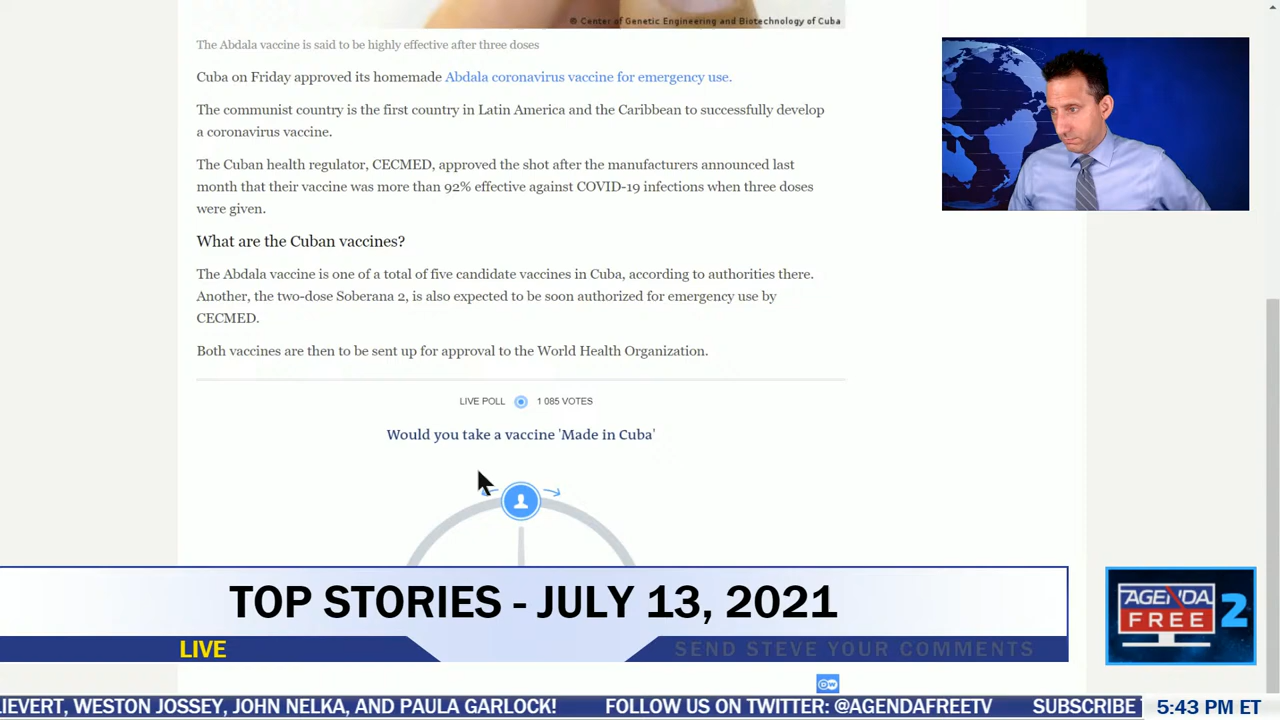 © Center of Genetic Engineering and Biotechnology of Cuba
The Abdala vaccine is said to be highly effective after three doses
Cuba on Friday approved its homemade Abdala coronavirus vaccine for emergency use.
The communist country is the first country in Latin America and the Caribbean to successfully develop
a coronavirus vaccine.
The Cuban health regulator, CECMED, approved the shot after the manufacturers announced last
month that their vaccine was more than 92% effective against COVID-19 infections when three doses
were given.
What are the Cuban vaccines?
The Abdala vaccine is one of a total of five candidate vaccines in Cuba, according to authorities there.
Another, the two-dose Soberana 2, is also expected to be soon authorized for emergency use by
CECMED.
Both vaccines are then to be sent up for approval to the World Health Organization.
LIVE POLL 1 085 VOTES
Would you take a vaccine 'Made in Cuba'
TOP STORIES - JULY 13, 2021
AGENDA
FREE 2
LIVE
SEND STEVE YOUR COMMENTS
DW
LIEVERT, WESTON JOSSEY, JOHN NELKA, AND PAULA GARLOCK! FOLLOW US ON TWITTER: @AGENDAFREETV SUBSCRIBE
5:43 PM ET